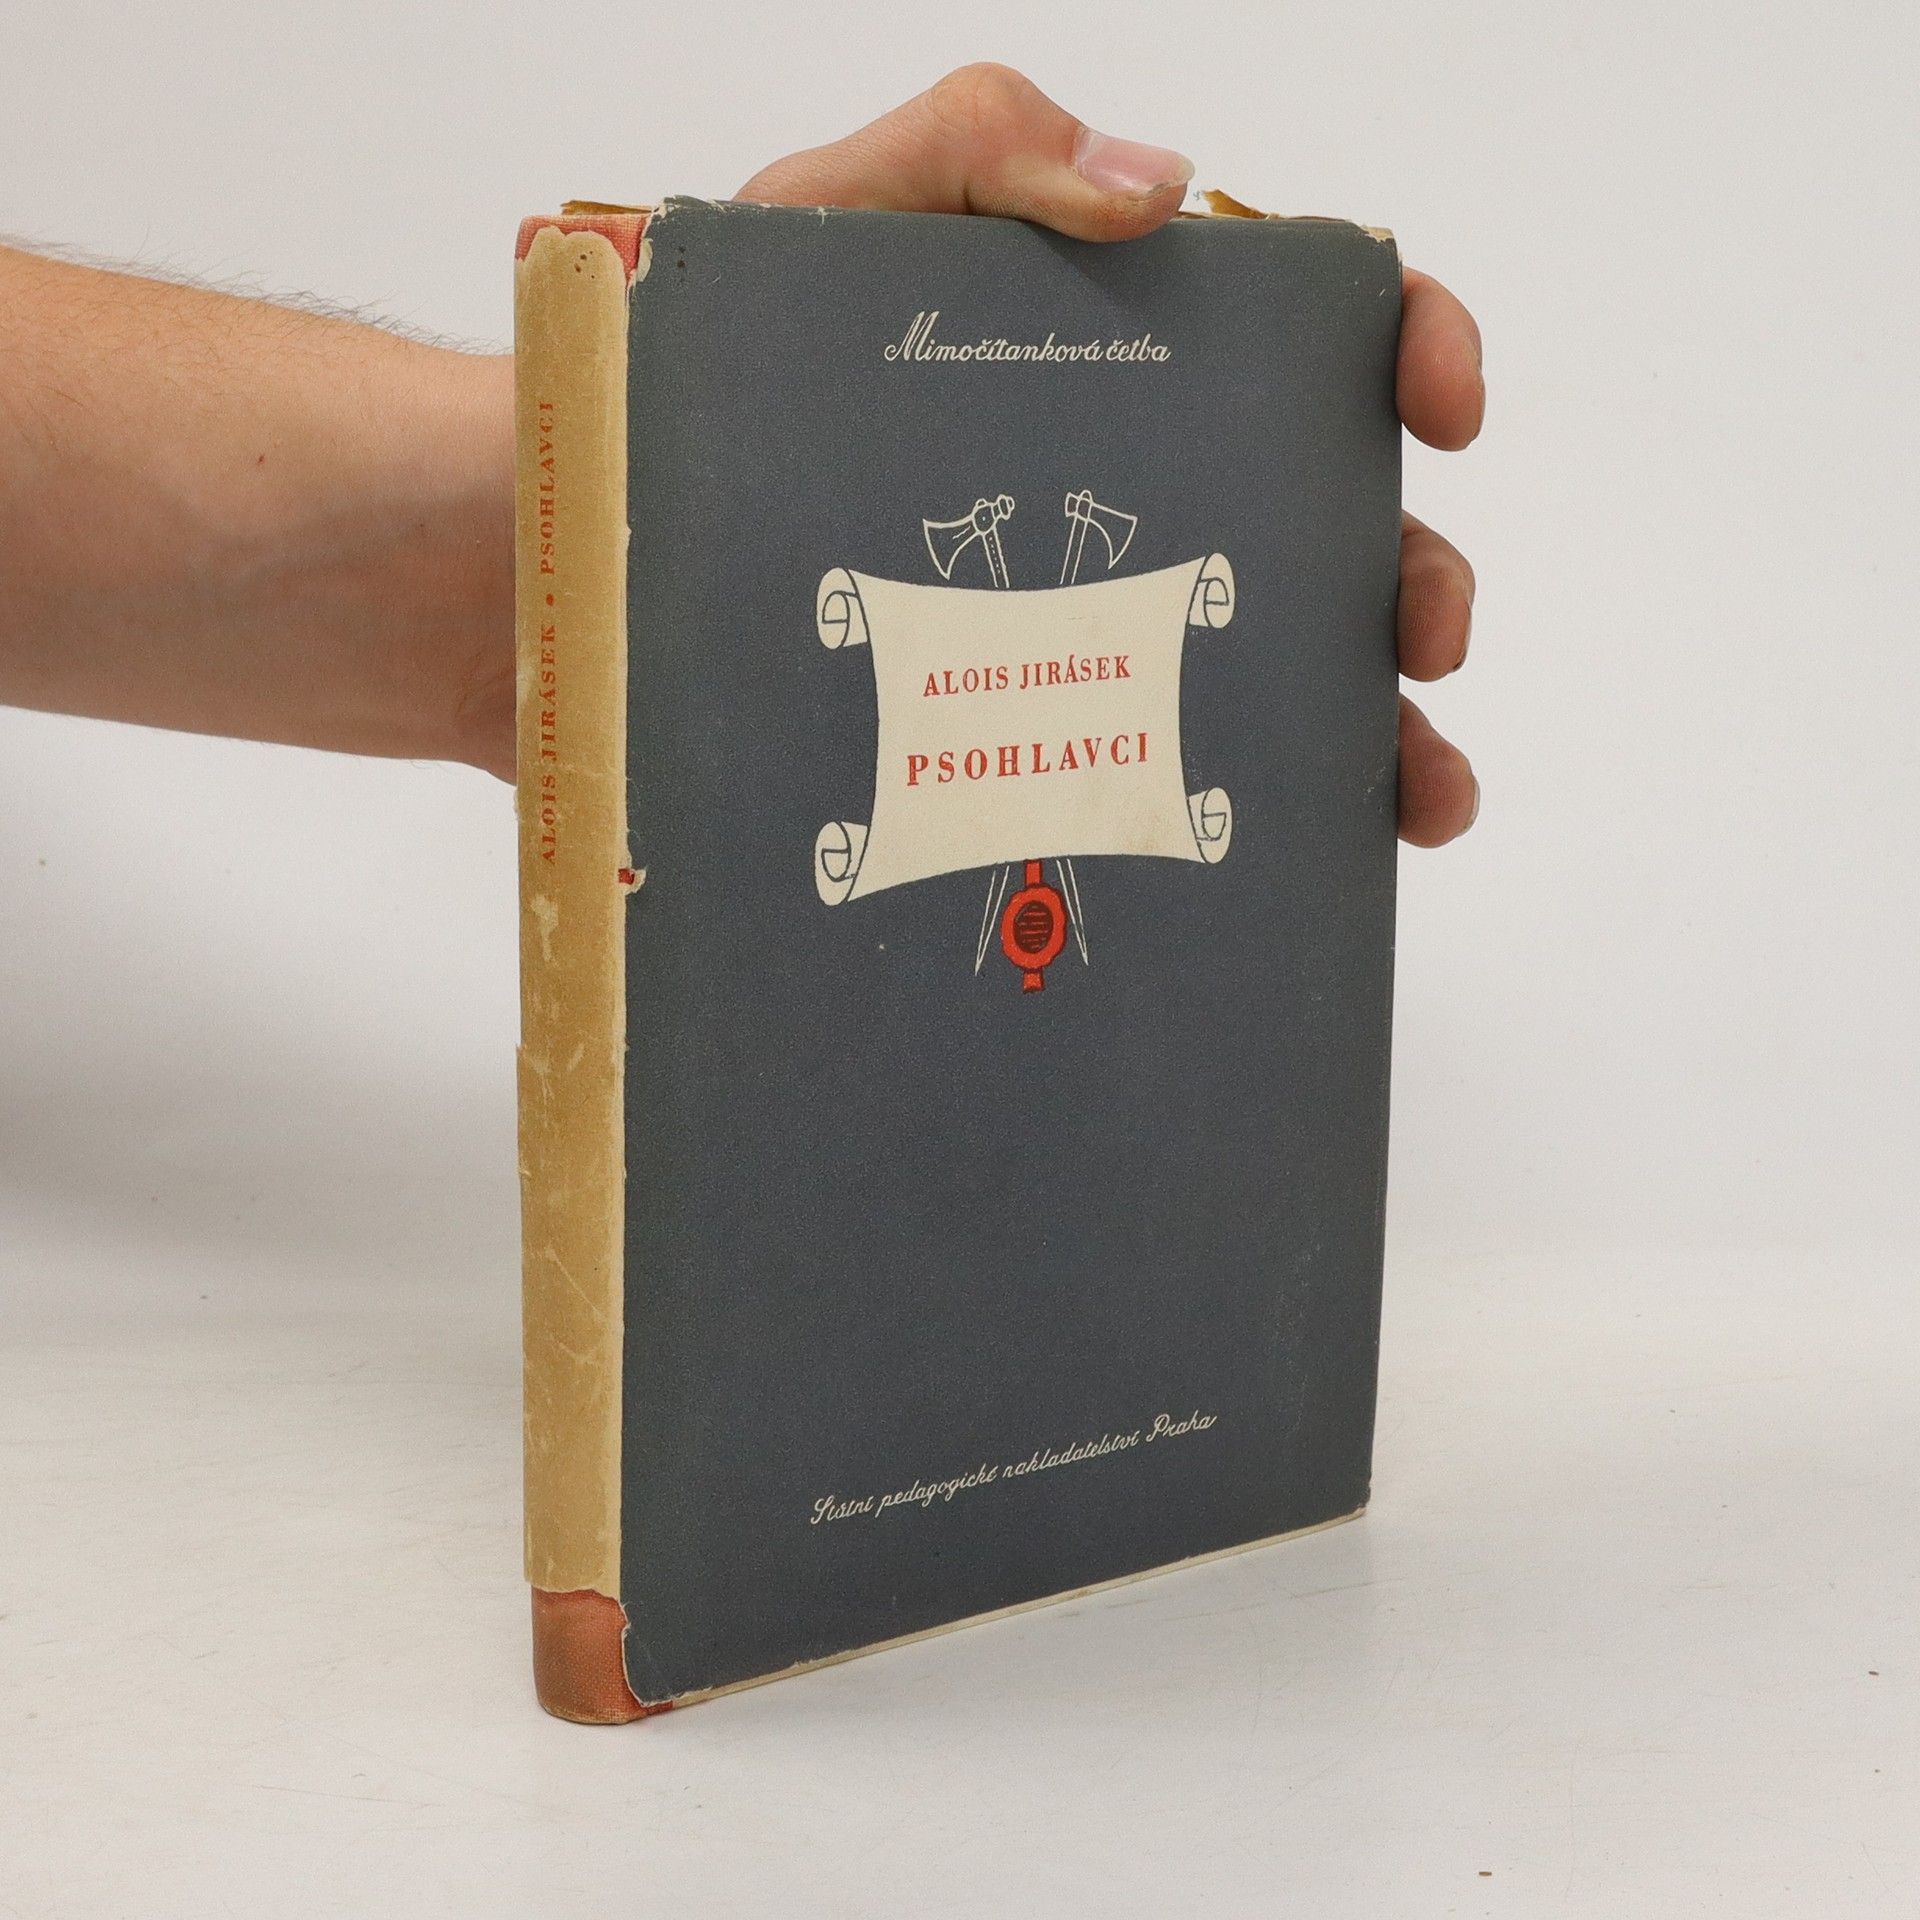 Mimočítanková četba
ALOIS JIRÁSEK
PSOHLAVCI
Státní pedagogické nakladatelství Praha
ALOIS JIRÁSEK • PSOHLAVCI